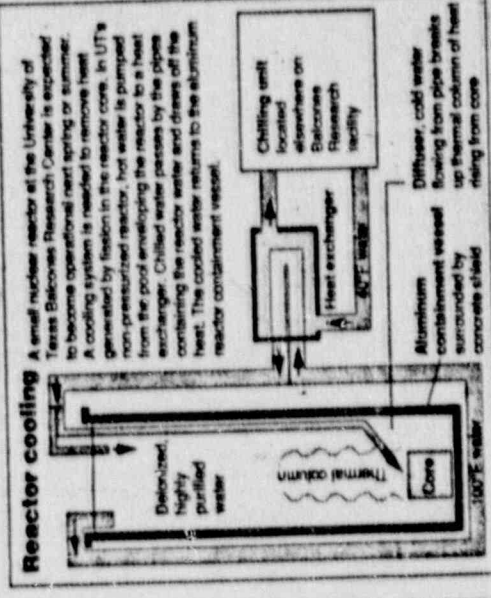 Reactor cooling
A small nuclear reactor at the University of
Texas Balcones Research Center is expected
to become operational next spring or summer.
A cooling system is needed to remove heat
generated by fission in the reactor core. In UT's
non-pressurized reactor, hot water is pumped
from the pool enveloping the reactor to a heat
exchanger. Chilled water passes by the pipes
containing the reactor water and draws off the
heat. The cooled water returns to the aluminum
reactor containment vessel.
Deionized,
highly
purified
water
Thermal column
Core
100°F water
Heat exchanger
40°F water
Chilling unit
located
elsewhere on
Balcones
Research
facility
Aluminum
containment vessel
surrounded by
concrete shield
Diffuser, cold water
flowing from pipe breaks
up thermal column of heat
rising from core